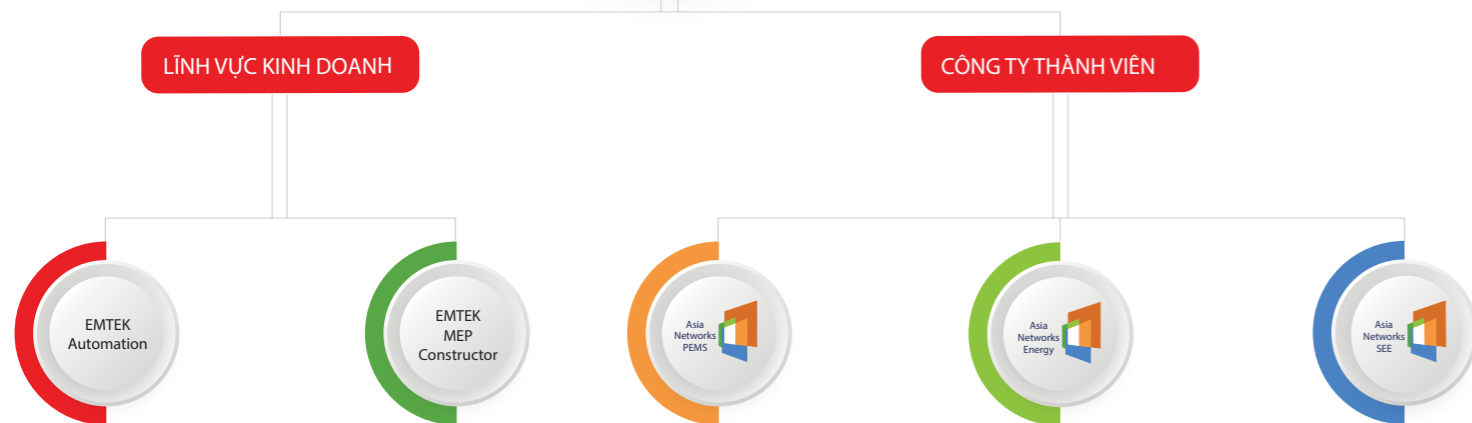 LĨNH VỰC KINH DOANH
CÔNG TY THÀNH VIÊN
EMTEK
Automation
EMTEK
MEP
Constructor
Asia
Networks
PEMS
Asia
Networks
Energy
Asia
Networks
SEE